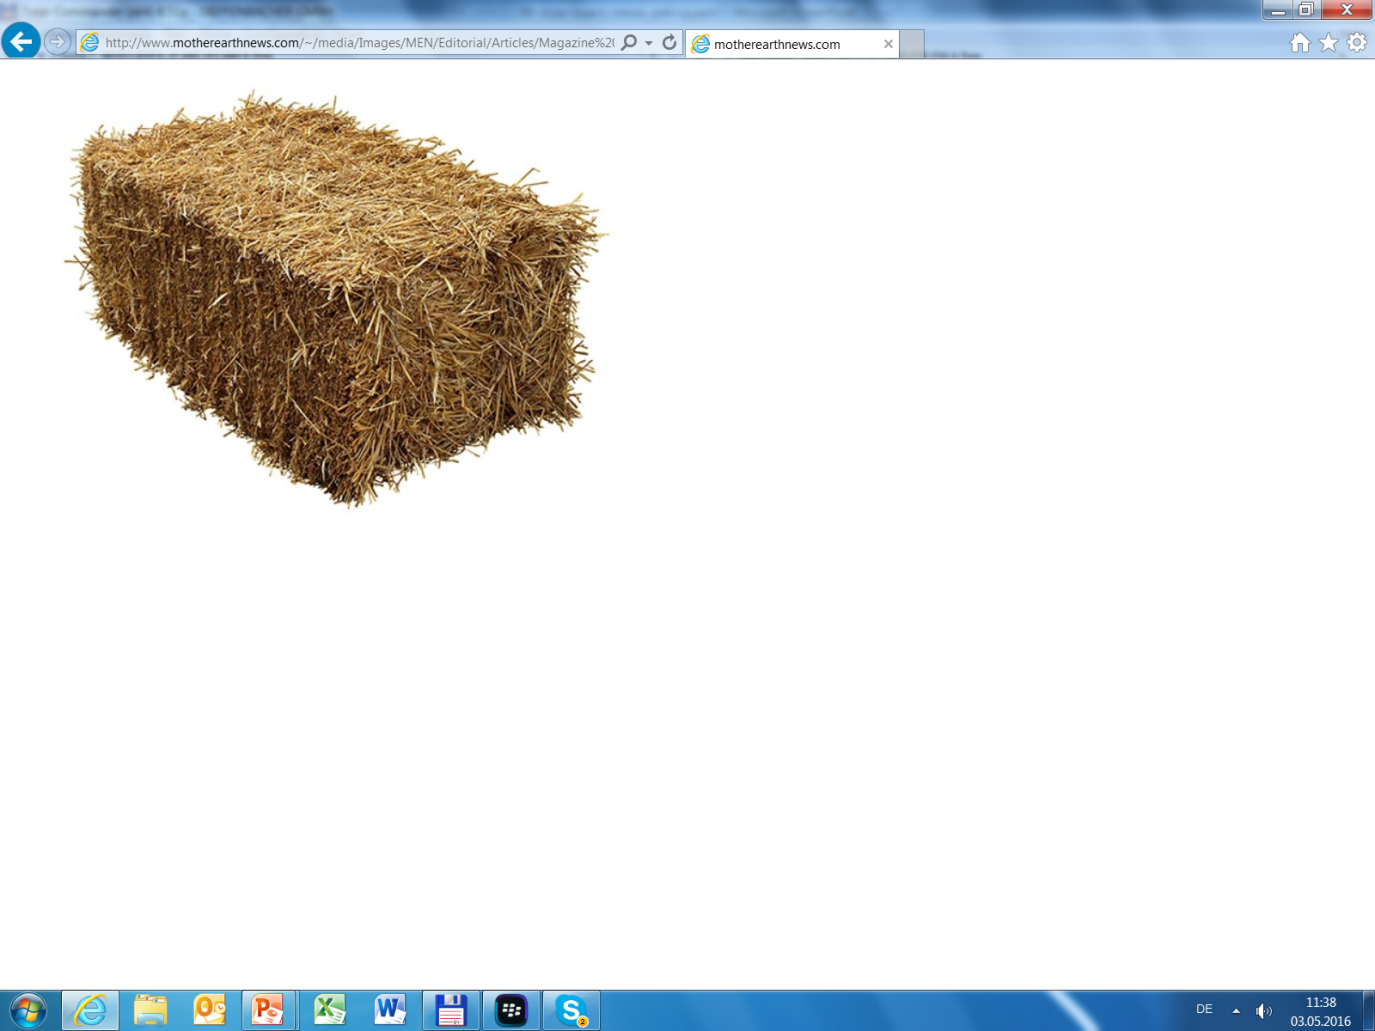 http://www.motherearthnews.com/~/media/Images/MEN/Editorial/Articles/Magazine%2
motherearthnews.com
DE
11:38
03.05.2016